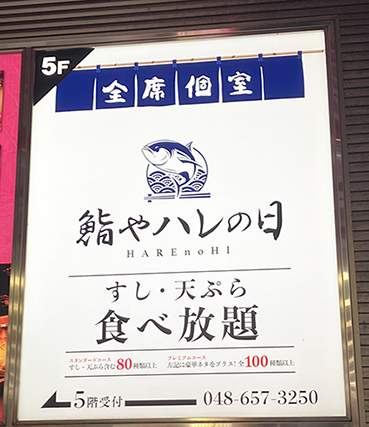 5F
全席個室
鮨やハレの日
HAREnoHI
すし・天ぷら
食べ放題
スタンダードコース
すし・天ぷら含む80種類以上
プレミアムコース
左記に豪華ネタをプラス!全100種類以上
5階受付
048-657-3250